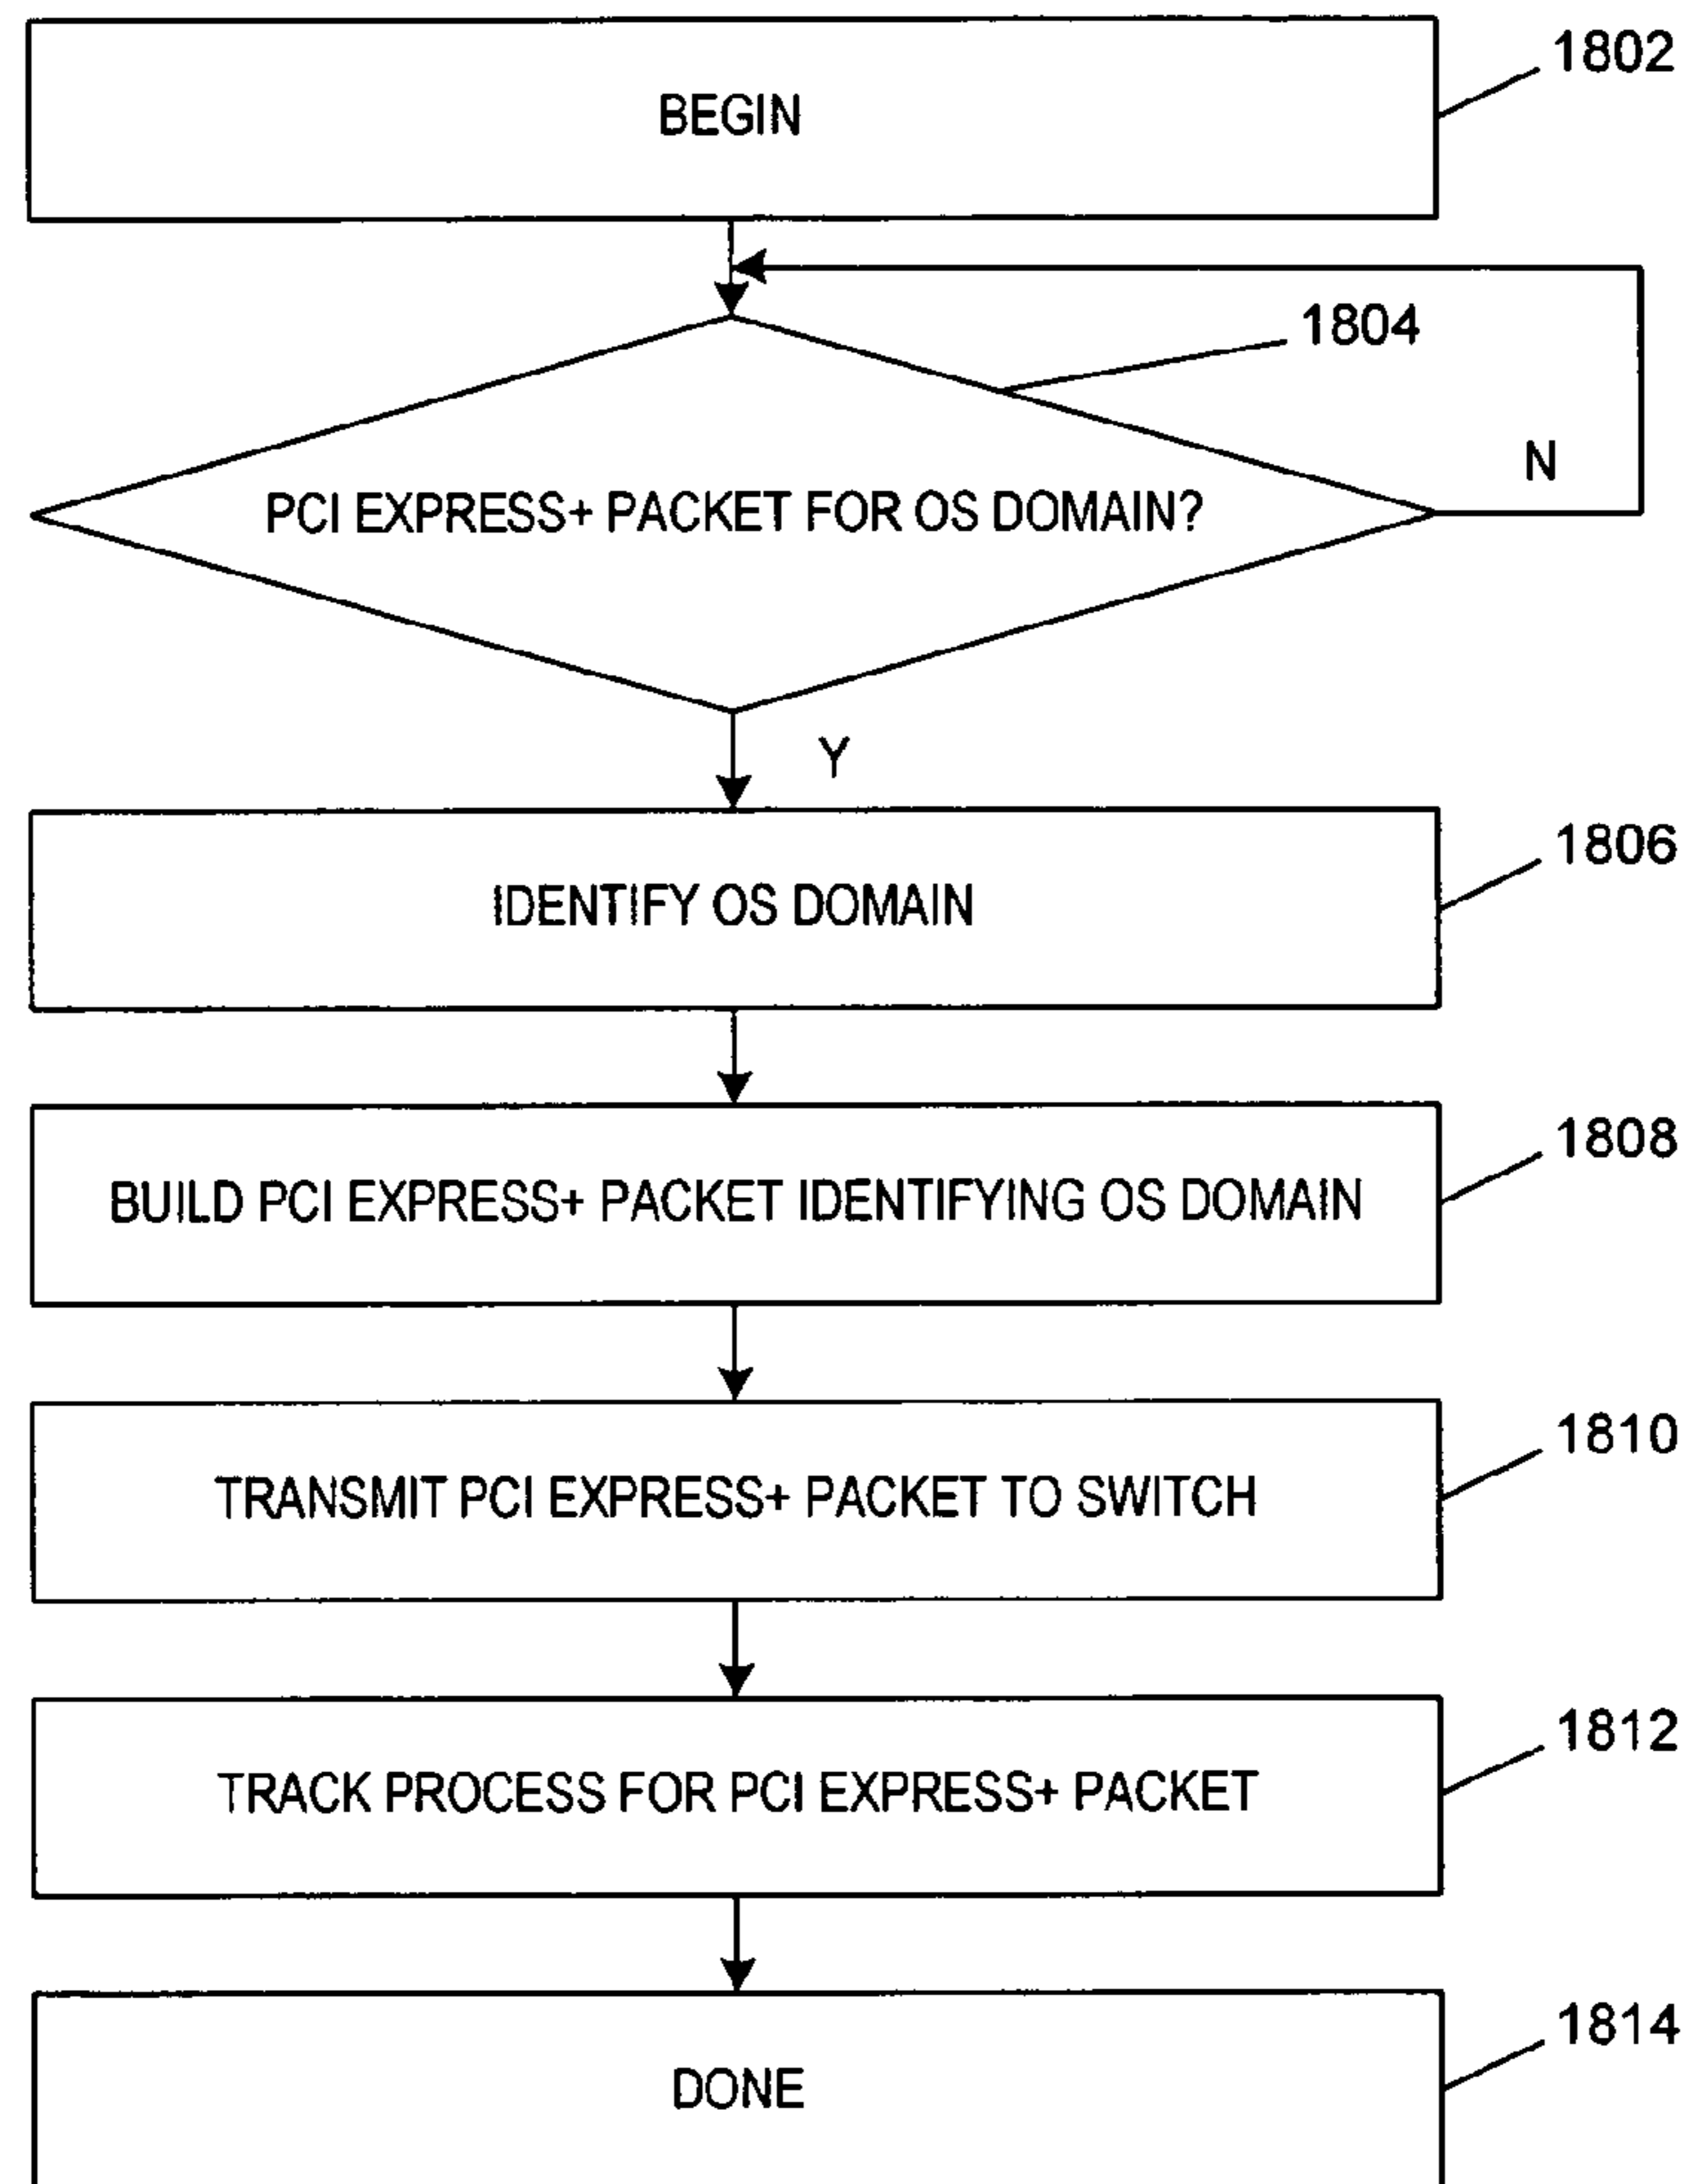 BEGIN
1802
1804
PCI EXPRESS+ PACKET FOR OS DOMAIN?
N
Y
IDENTIFY OS DOMAIN
1806
BUILD PCI EXPRESS+ PACKET IDENTIFYING OS DOMAIN
1808
TRANSMIT PCI EXPRESS+ PACKET TO SWITCH
1810
TRACK PROCESS FOR PCI EXPRESS+ PACKET
1812
DONE
1814